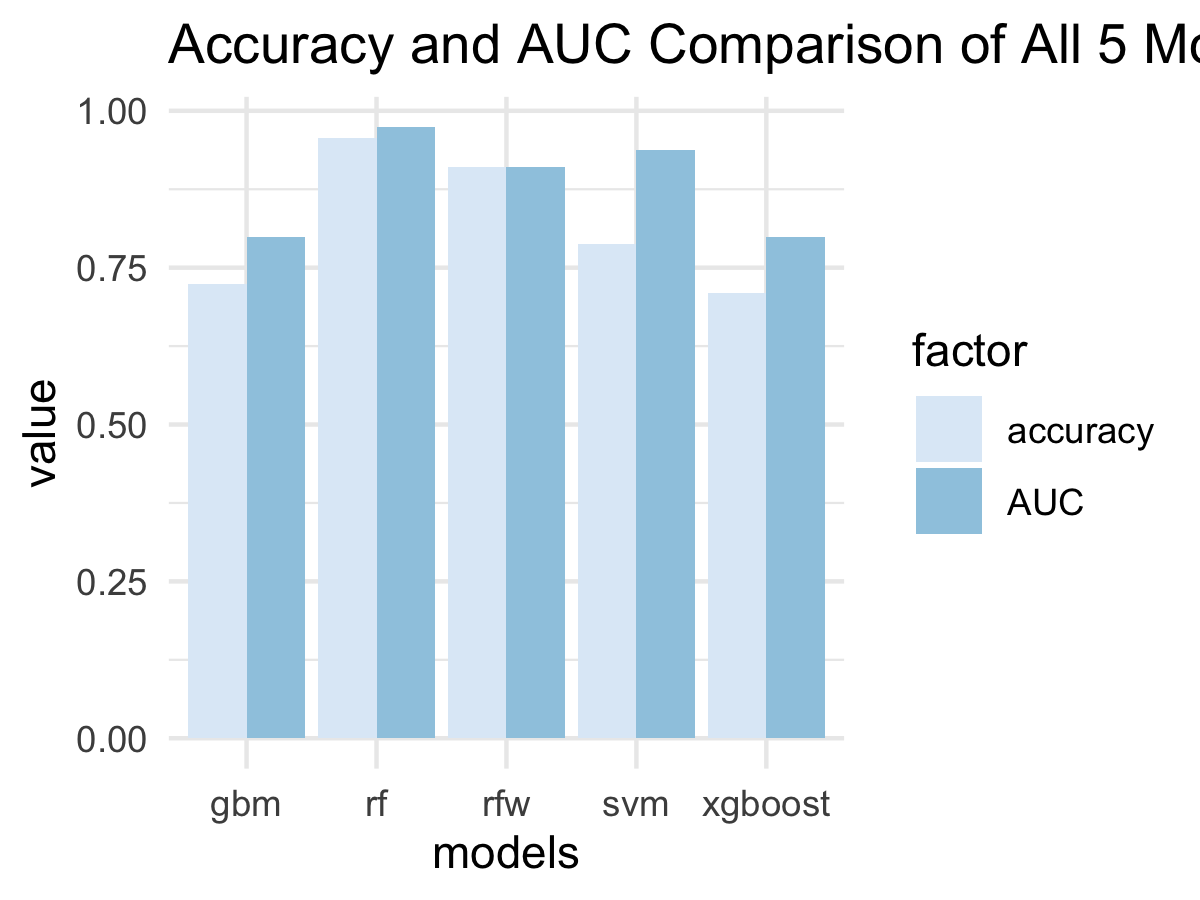 Accuracy and AUC Comparison of All 5
1.00
0.75
0.50
0.25
0.00
value
gbm rf rfw svm xgboost
models
factor
accuracy
AUC